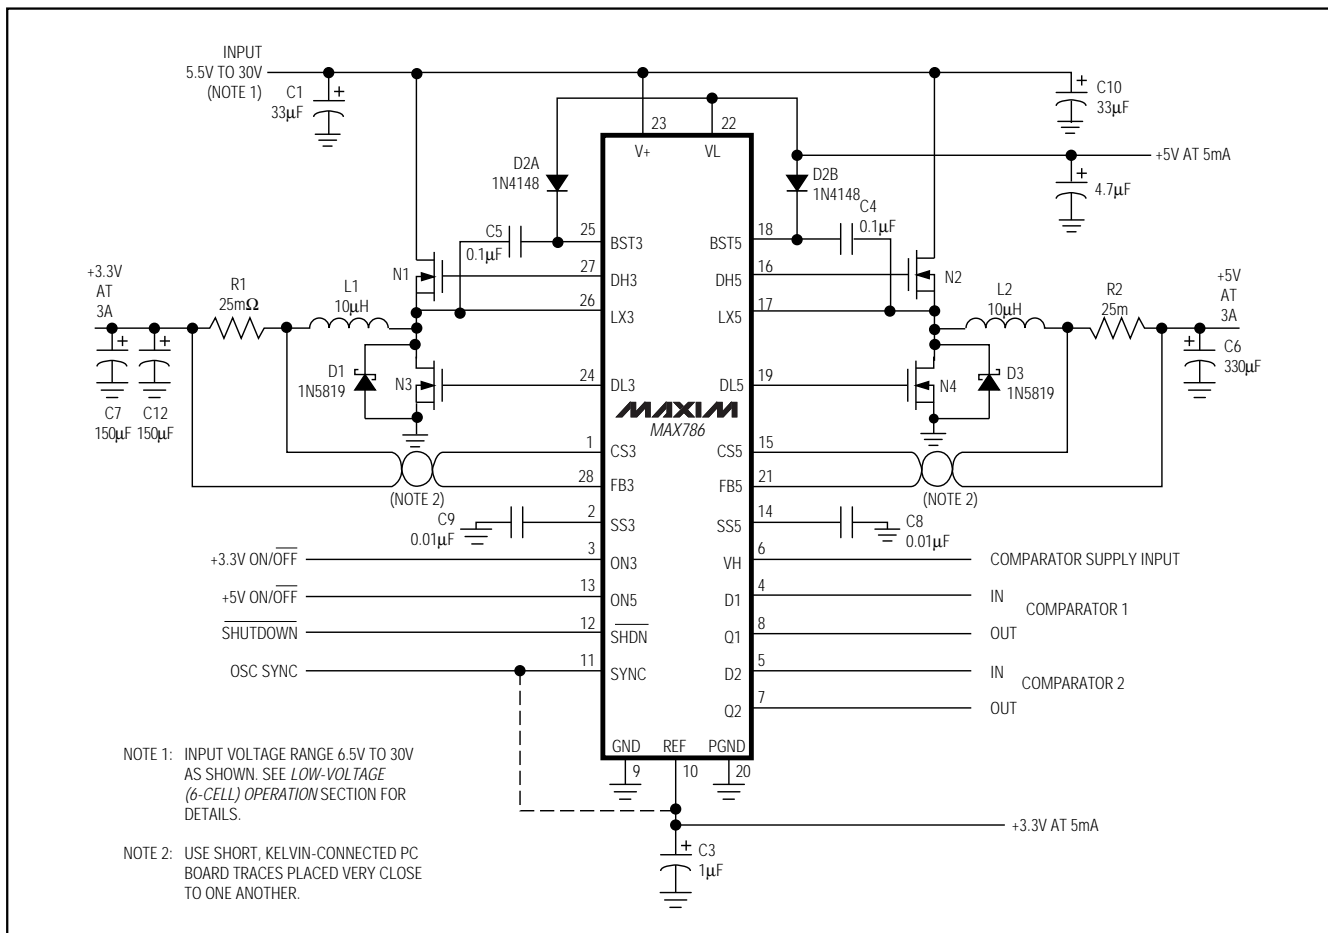 INPUT
5.5V TO 30V
(NOTE 1)
C1
33µF
C10
33µF
23
22
V+
VL
+5V AT 5mA
4.7µF
D2A
1N4148
D2B
1N4148
C5
0.1µF
C4
0.1µF
25
BST3
18
BST5
N1
27
DH3
16
DH5
N2
26
LX3
17
LX5
+3.3V
AT
3A
R1
25mΩ
L1
10µH
L2
10µH
R2
25m
+5V
AT
3A
C7
150µF
C12
150µF
C6
330µF
D1
1N5819
N3
24
DL3
19
DL5
N4
D3
1N5819
MAXIM
MAX786
1
CS3
15
CS5
28
FB3
21
FB5
(NOTE 2)
(NOTE 2)
C9
0.01µF
2
SS3
14
SS5
C8
0.01µF
+3.3V ON/OFF
3
ON3
6
VH
COMPARATOR SUPPLY INPUT
+5V ON/OFF
13
ON5
4
D1
IN
COMPARATOR 1
SHUTDOWN
12
SHDN
8
Q1
OUT
OSC SYNC
11
SYNC
5
D2
IN
COMPARATOR 2
7
Q2
OUT
GND
REF
PGND
9
10
20
+3.3V AT 5mA
C3
1µF
NOTE 1: INPUT VOLTAGE RANGE 6.5V TO 30V
AS SHOWN. SEE LOW-VOLTAGE
(6-CELL) OPERATION SECTION FOR
DETAILS.
NOTE 2: USE SHORT, KELVIN-CONNECTED PC
BOARD TRACES PLACED VERY CLOSE
TO ONE ANOTHER.